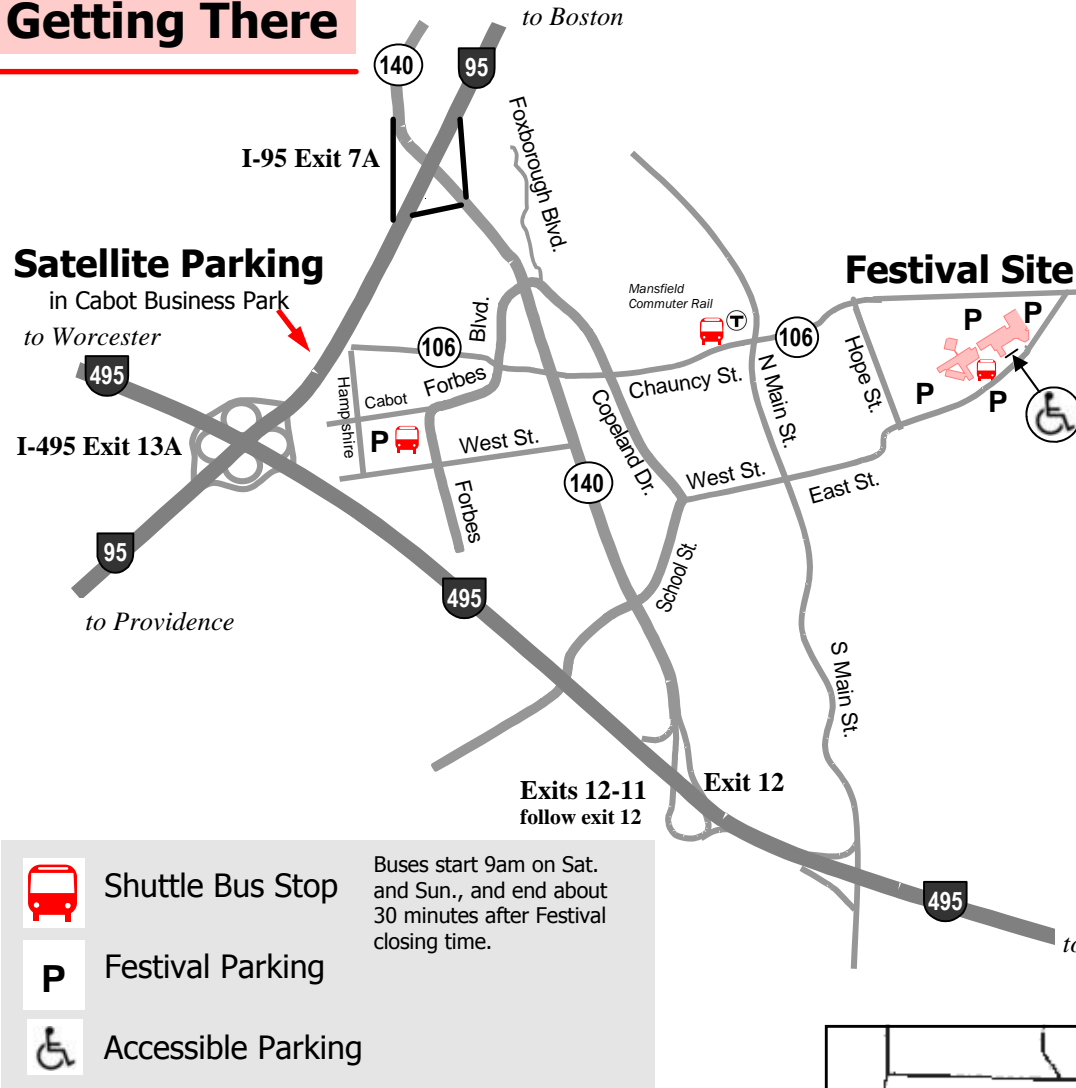 Getting There
to Boston
140
95
Foxborough Blvd.
I-95 Exit 7A
Satellite Parking
in Cabot Business Park
to Worcester
495
I-495 Exit 13A
95
to Providence
Festival Site
Mansfield
Commuter Rail
T
106
Blvd.
Forbes
106
Hampshire
Cabot
P
West St.
Forbes
Chauncy St.
Copeland Dr.
N Main St.
Hope St.
P
P
P
P
140
West St.
East St.
School St.
495
S Main St.
Exits 12-11
follow exit 12
Exit 12
495
Shuttle Bus Stop
Buses start 9am on Sat.
and Sun., and end about
30 minutes after Festival
closing time.
P
Festival Parking
Accessible Parking